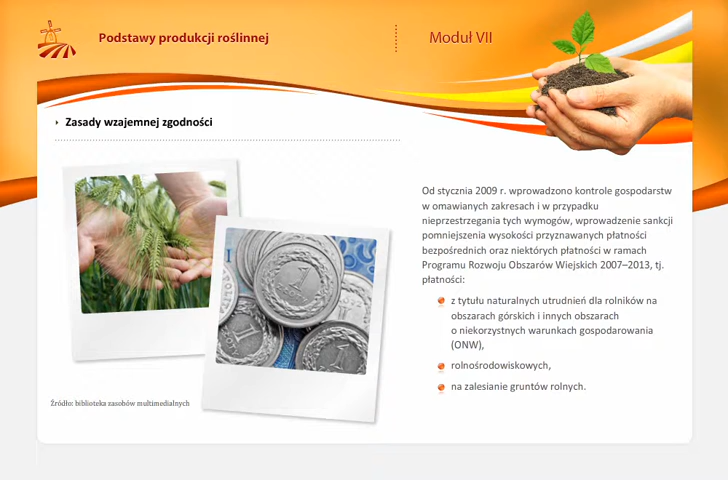 Podstawy produkcji roślinnej
Moduł VII
Zasady wzajemnej zgodności
Od stycznia 2009 r. wprowadzono kontrole gospodarstw
w omawianych zakresach i w przypadku
nieprzestrzegania tych wymogów, wprowadzenie sankcji
pomniejszenia wysokości przyznawanych płatności
bezpośrednich oraz niektórych płatności w ramach
Programu Rozwoju Obszarów Wiejskich 2007–2013, tj.
płatności:
z tytułu naturalnych utrudnień dla rolników na
obszarach górskich i innych obszarach
o niekorzystnych warunkach gospodarowania
(ONW),
rolnośrodowiskowych,
na zalesianie gruntów rolnych.
Źródło: biblioteka zasobów multimedialnych